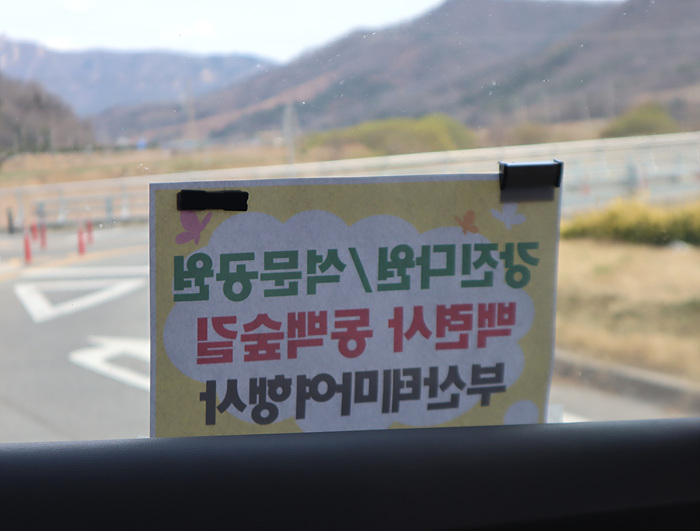 강진다원/석문공원
백련사 동백숲길
부산테마여행사